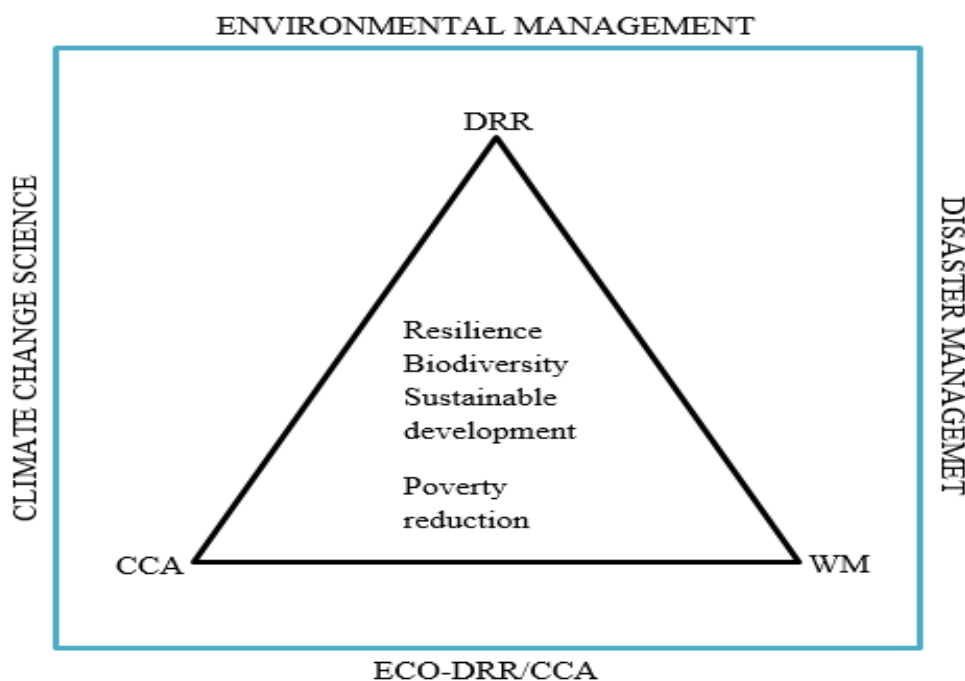 ENVIRONMENTAL MANAGEMENT
DRR
CLIMATE CHANGE SCIENCE
DISASTER MANAGEMET
Resilience
Biodiversity
Sustainable
development
Poverty
reduction
CCA
WM
ECO-DRR/CCA